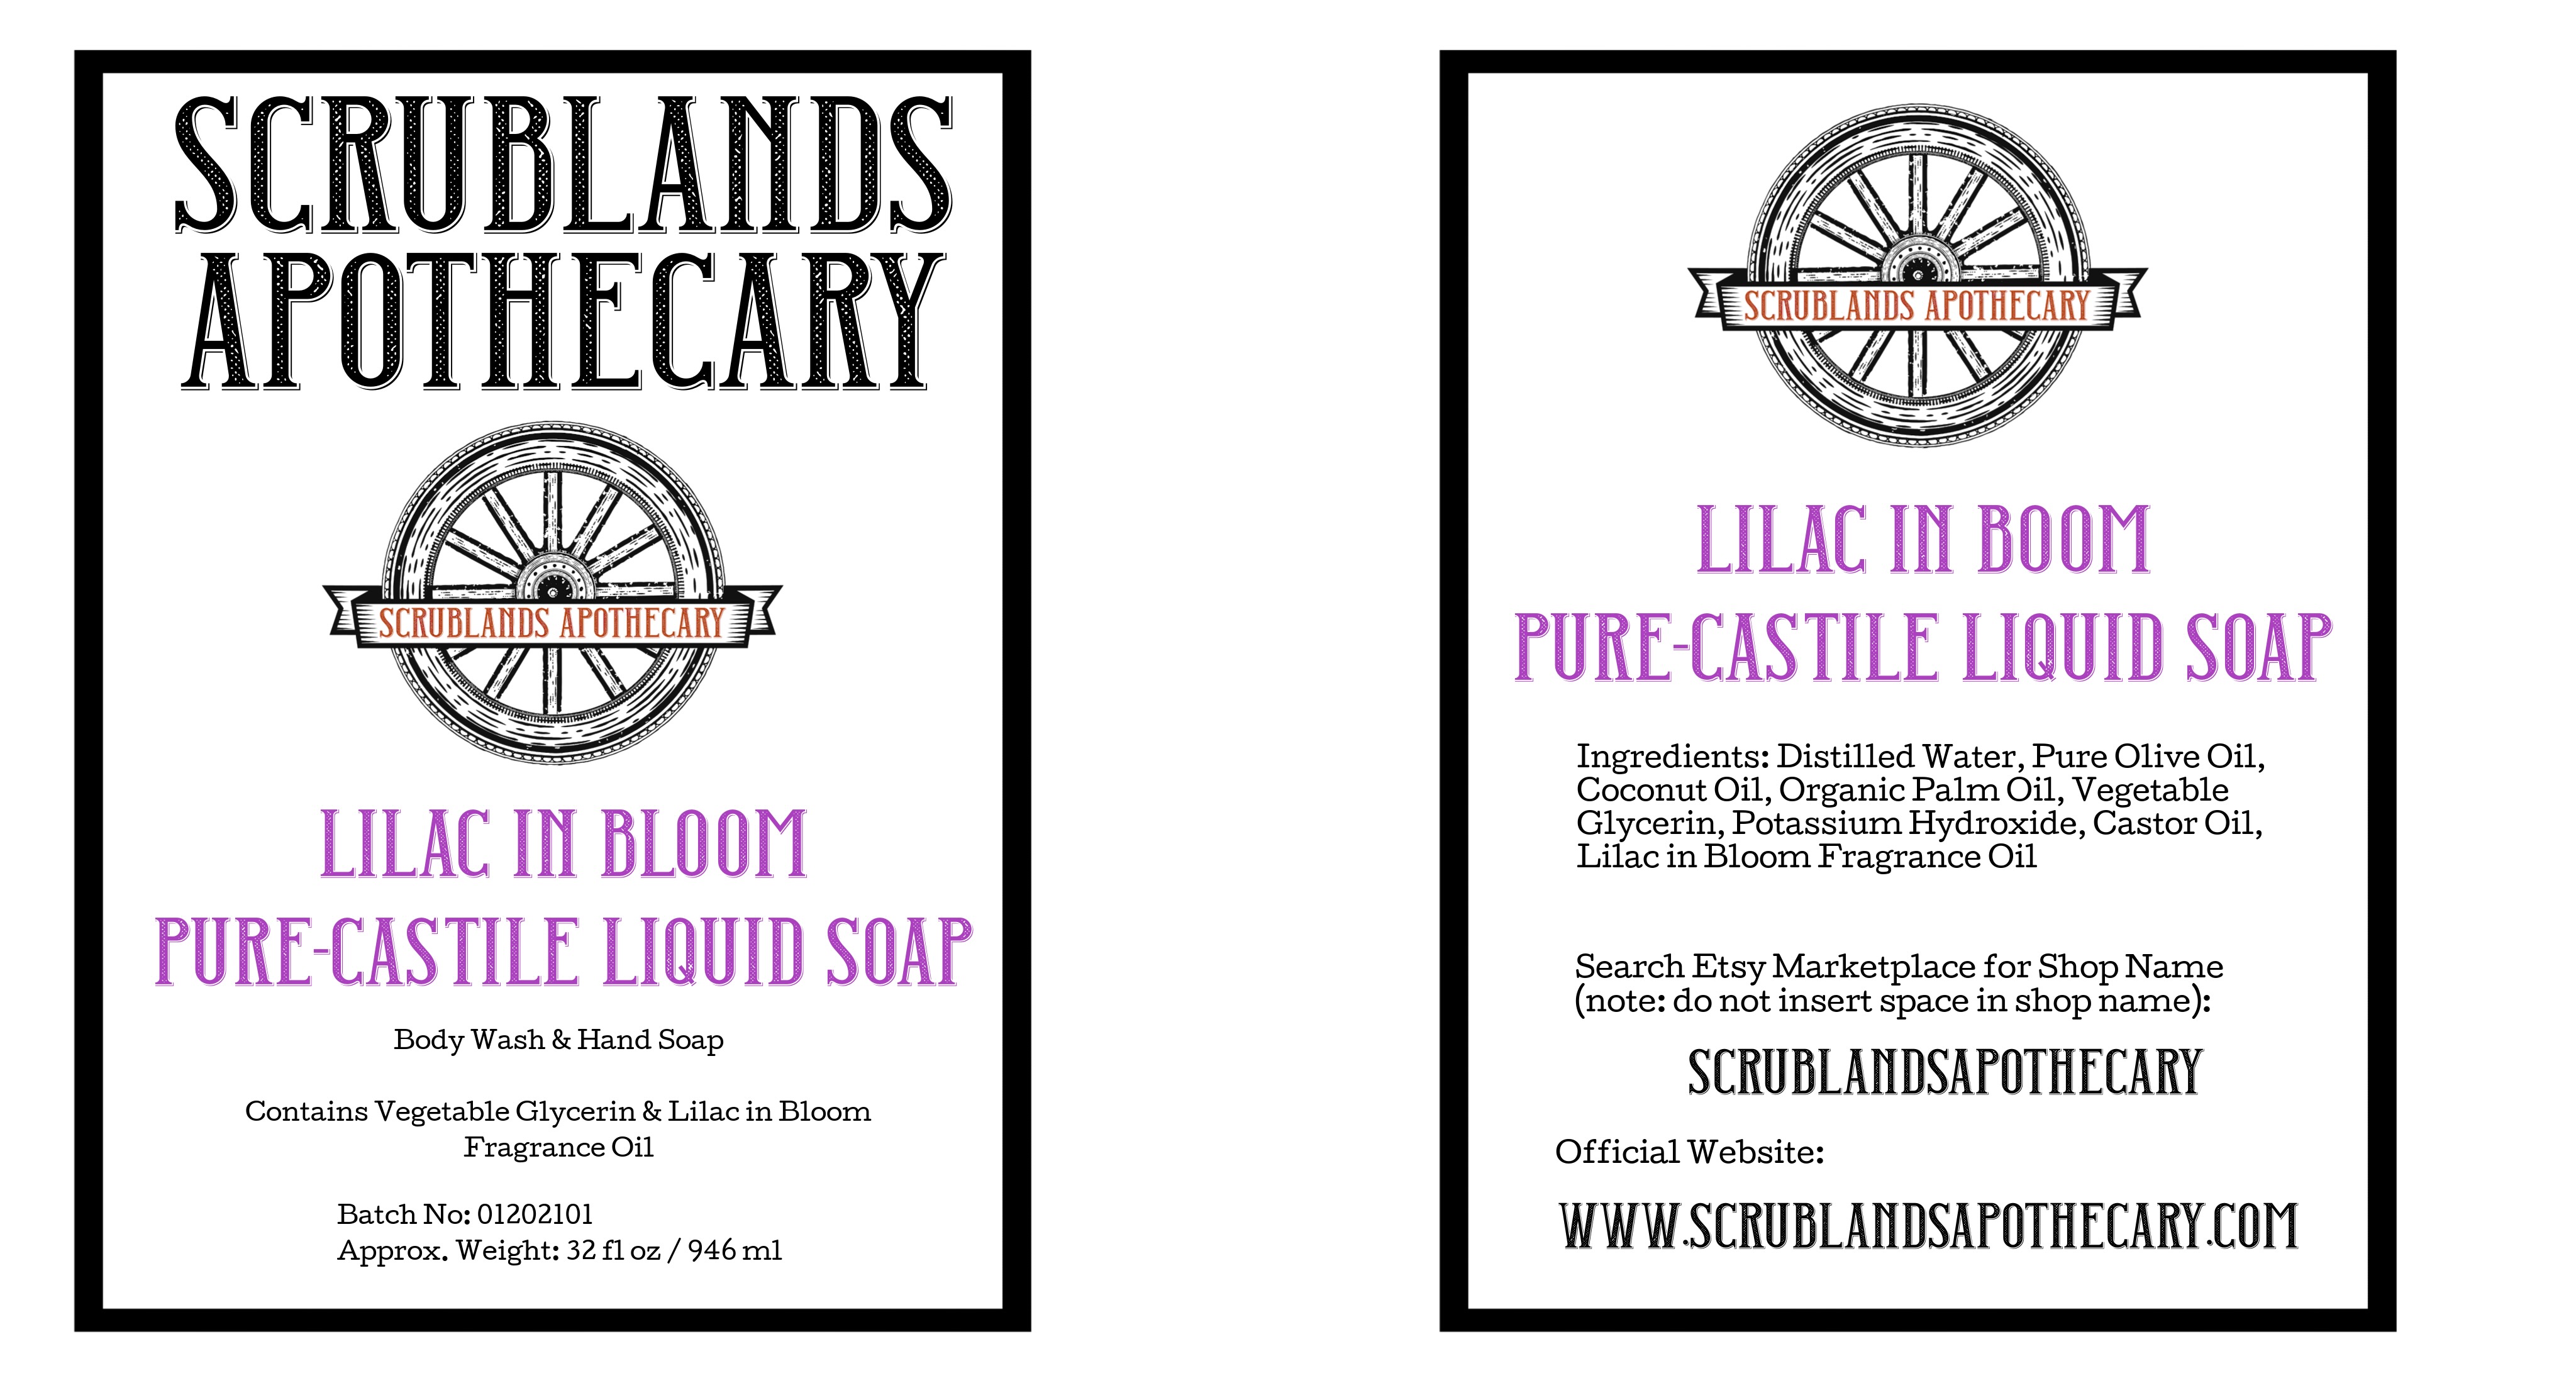 SCRUBLANDS
APOTHECARY
SCRUBLANDS APOTHECARY
LILAC IN BLOOM
PURE-CASTILE LIQUID SOAP
Body Wash & Hand Soap
Contains Vegetable Glycerin & Lilac in Bloom
Fragrance Oil
Batch No: 01202101
Approx. Weight: 32 fl oz / 946 ml
SCRUBLANDS APOTHECARY
LILAC IN BOOM
PURE-CASTILE LIQUID SOAP
Ingredients: Distilled Water, Pure Olive Oil,
Coconut Oil, Organic Palm Oil, Vegetable
Glycerin, Potassium Hydroxide, Castor Oil,
Lilac in Bloom Fragrance Oil
Search Etsy Marketplace for Shop Name
(note: do not insert space in shop name):
SCRUBLANDSAPOTHECARY
Official Website:
WWW.SCRUBLANDSAPOTHECARY.COM